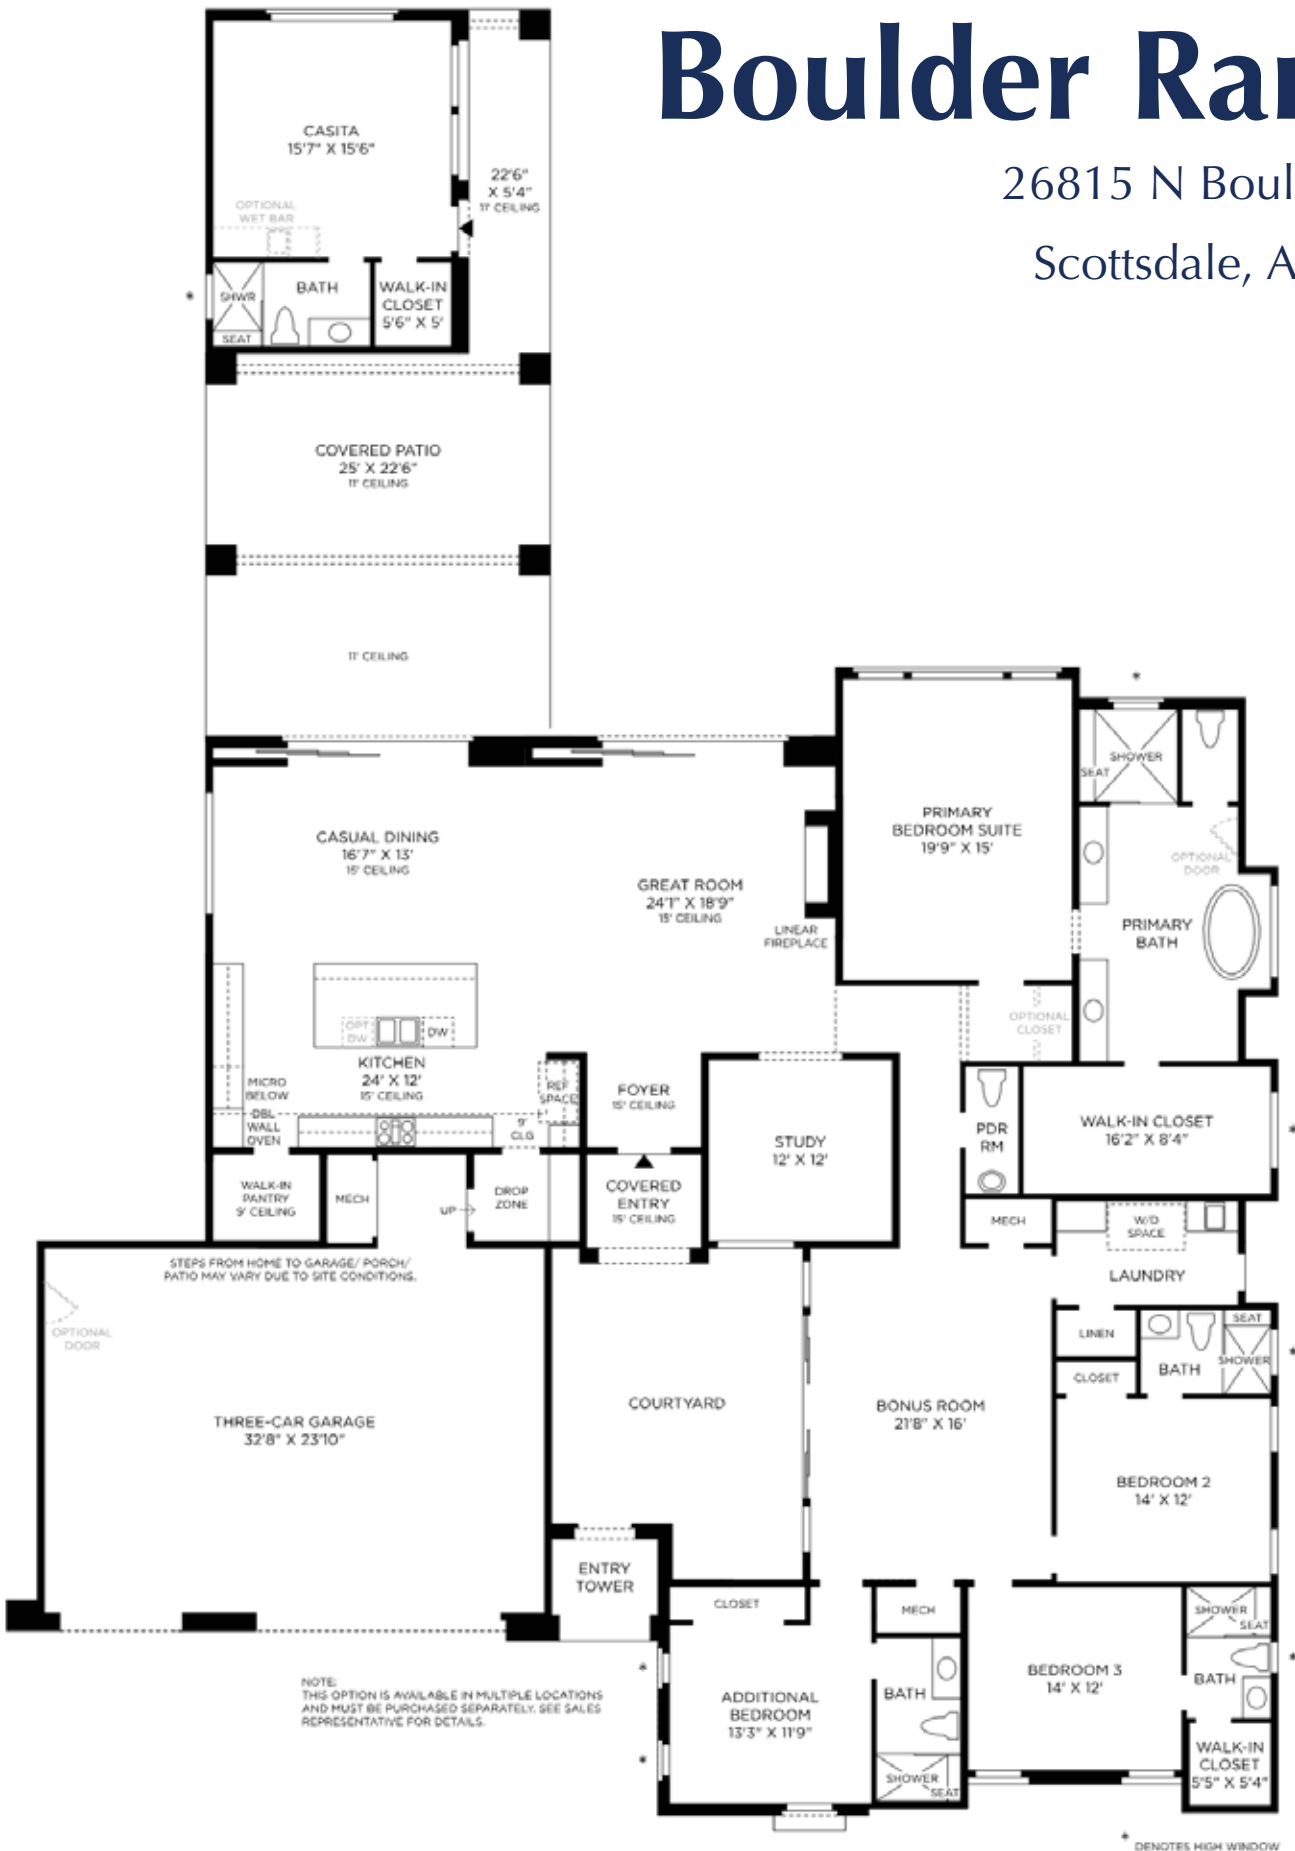 Boulder Ran
26815 N Boul
Scottsdale, A
CASITA
15'7" X 15'6"
22'6"
X 5'4"
11' CEILING
OPTIONAL
WET BAR
SHWR
SEAT
BATH
WALK-IN
CLOSET
5'6" X 5'
*
COVERED PATIO
25' X 22'6"
11' CEILING
11' CEILING
*
SEAT
SHOWER
PRIMARY
BEDROOM SUITE
19'9" X 15'
CASUAL DINING
16'7" X 13'
15' CEILING
GREAT ROOM
24'1" X 18'9"
15' CEILING
LINEAR
FIREPLACE
OPTIONAL
DOOR
PRIMARY
BATH
OPTIONAL
CLOSET
OPT
DW
DW
KITCHEN
24' X 12'
15' CEILING
MICRO
BELOW
DBL
WALL
OVEN
REF
SPACE
9'
CLG
FOYER
15' CEILING
STUDY
12' X 12'
PDR
RM
WALK-IN CLOSET
16'2" X 8'4"
*
WALK-IN
PANTRY
9' CEILING
MECH
UP
DROP
ZONE
COVERED
ENTRY
15' CEILING
MECH
W/D
SPACE
LAUNDRY
STEPS FROM HOME TO GARAGE/ PORCH/
PATIO MAY VARY DUE TO SITE CONDITIONS.
OPTIONAL
DOOR
LINEN
SEAT
SHOWER
BATH
CLOSET
*
THREE-CAR GARAGE
32'8" X 23'10"
COURTYARD
BONUS ROOM
21'8" X 16'
BEDROOM 2
14' X 12'
ENTRY
TOWER
CLOSET
MECH
SHOWER
SEAT
*
BATH
BEDROOM 3
14' X 12'
WALK-IN
CLOSET
5'5" X 5'4"
*
ADDITIONAL
BEDROOM
13'3" X 11'9"
*
BATH
SHOWER
SEAT
NOTE:
THIS OPTION IS AVAILABLE IN MULTIPLE LOCATIONS
AND MUST BE PURCHASED SEPARATELY. SEE SALES
REPRESENTATIVE FOR DETAILS.
* DENOTES HIGH WINDOW